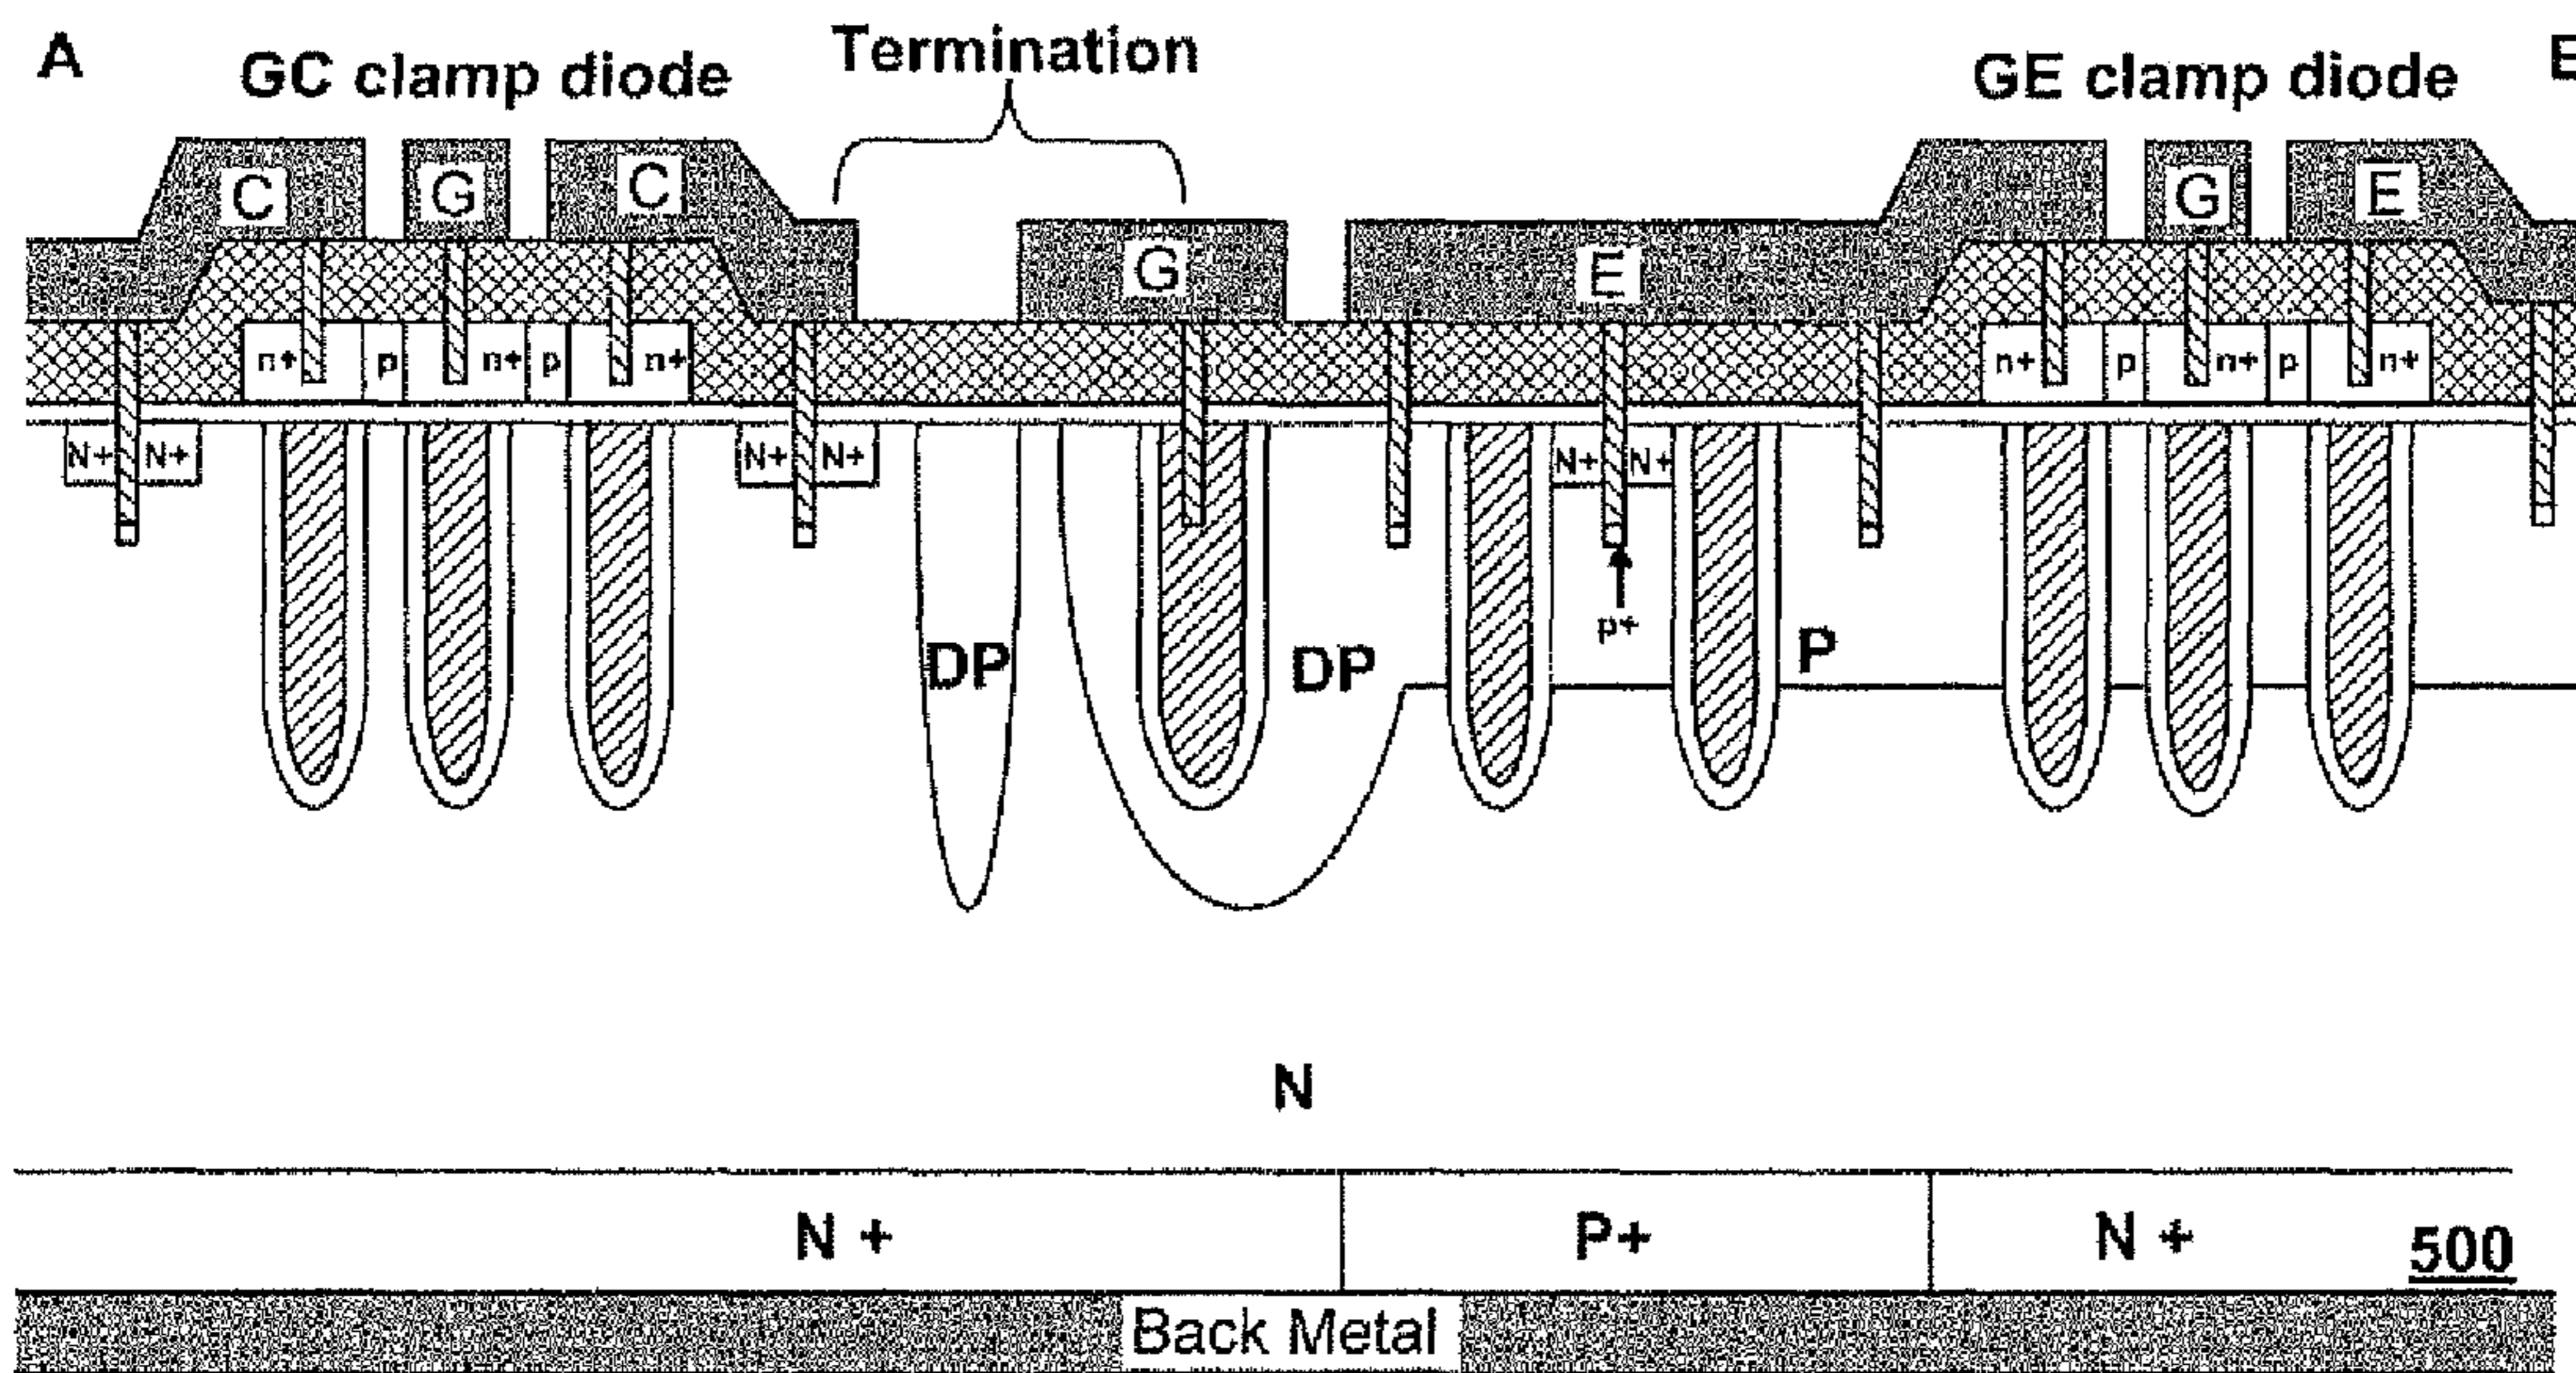 A
GC clamp diode
Termination
GE clamp diode
C
G
C
G
E
G
E
n+
p
n+
p
n+
n+
p
n+
p
n+
N+
N+
N+
N+
N+
N+
p+
DP
DP
P
N
N +
P+
N +
500
Back Metal